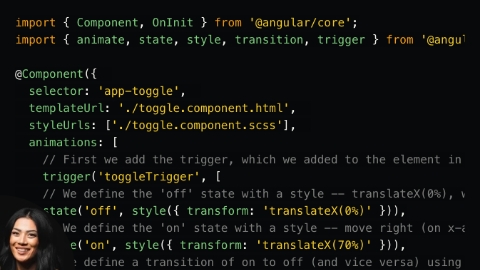 import { Component, OnInit } from '@angular/core';
import { animate, state, style, transition, trigger } from '@angul
@Component({
selector: 'app-toggle',
templateUrl: './toggle.component.html',
styleUrls: ['./toggle.component.scss'],
animations: [
// First we add the trigger, which we added to the element in
trigger('toggleTrigger', [
// We define the 'off' state with a style -- translateX(0%), w
state('off', style({ transform: 'translateX(0%)' })),
We define the 'on' state with a style -- move right (on x-a
e('on', style({ transform: 'translateX(70%)' })),
e define a transition of on to off (and vice versa) using